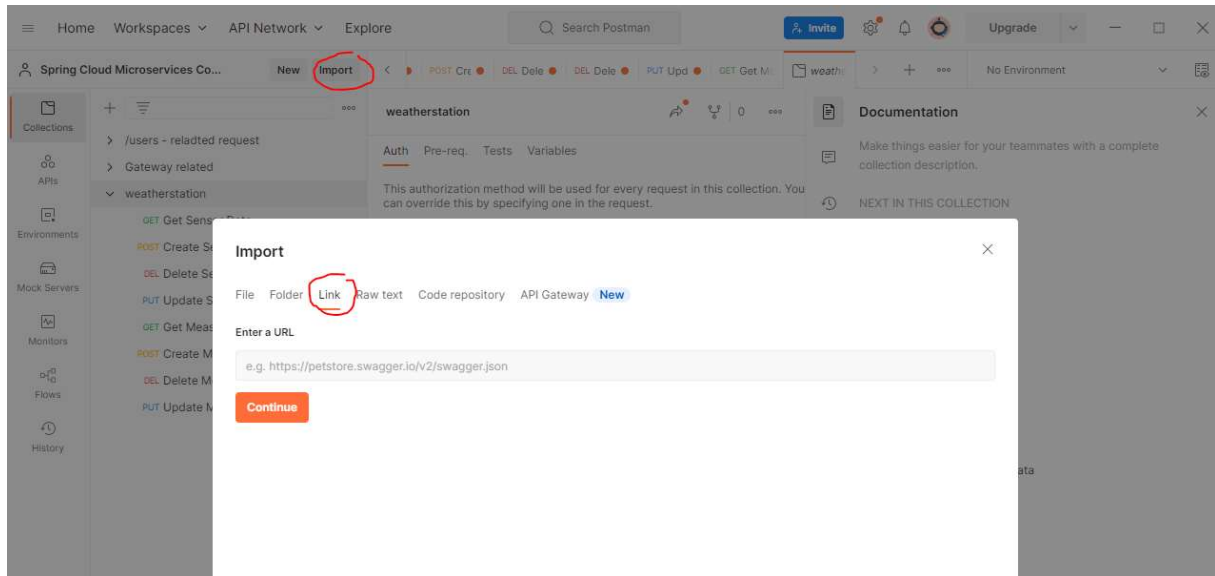 Home Workspaces API Network Explore Search Postman Invite Upgrade
Spring Cloud Microservices Co... New Import POST Cre DEL Dele DEL Dele PUT Upd GET Get M weath No Environment
Collections
APIs
Environments
Mock Servers
Monitors
Flows
History
/users - reladted request
Gateway related
weatherstation
GET Get Sens
POST Create Se
DEL Delete Se
PUT Update S
GET Get Meas
POST Create M
DEL Delete M
PUT Update M
weatherstation 0
Auth Pre-req. Tests Variables
This authorization method will be used for every request in this collection. You
can override this by specifying one in the request.
Documentation
Make things easier for your teammates with a complete
collection description.
NEXT IN THIS COLLECTION
ata
Import
File Folder Link Raw text Code repository API Gateway New
Enter a URL
e.g. https://petstore.swagger.io/v2/swagger.json
Continue